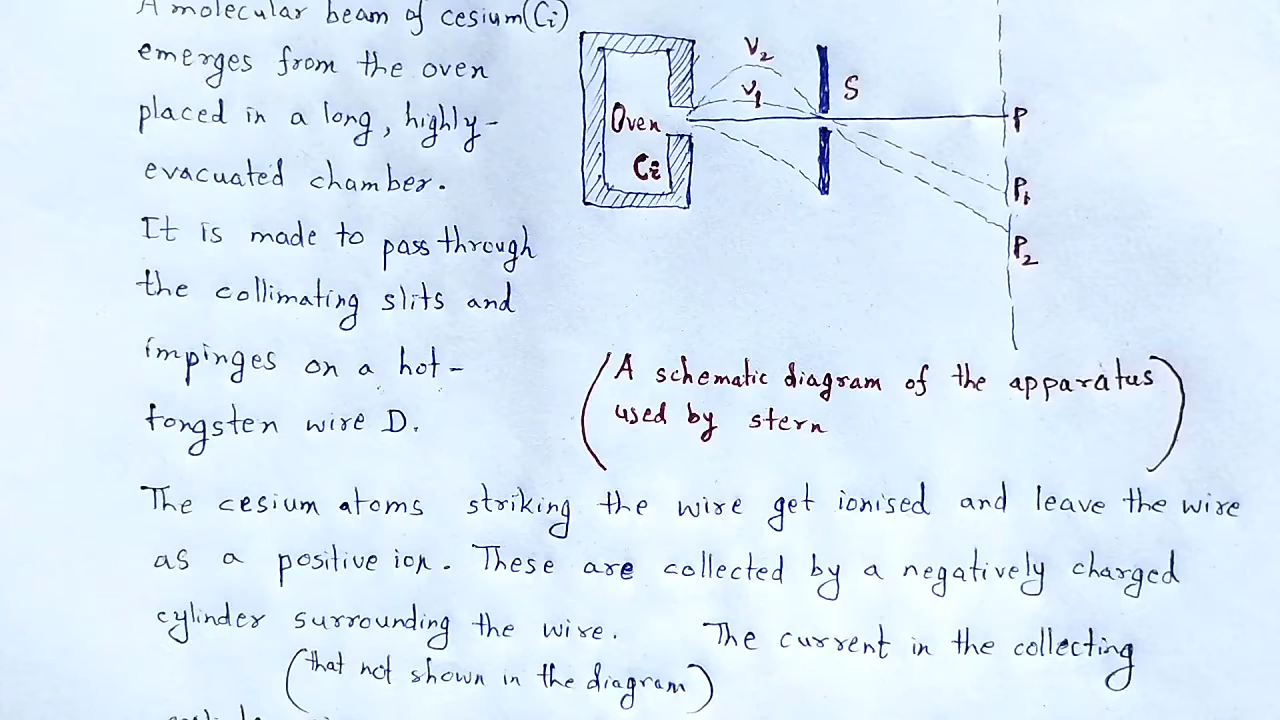 A molecular beam of cesium(Ci)
emerges from the oven
placed in a long, highly-
evacuated chamber.
It is made to pass through
the collimating slits and
impinges on a hot-
tongsten wire D.
V2
V1
S
Oven
Ci
P
P1
P2
(A schematic diagram of the apparatus
used by stern)
The cesium atoms striking the wire get ionised and leave the wire
as a positive ion. These are collected by a negatively charged
cylinder surrounding the wire. The current in the collecting
(that not shown in the diagram)